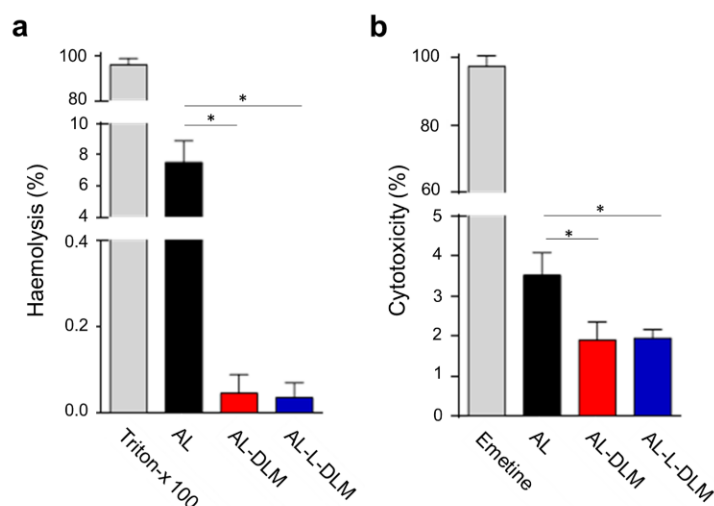 a
Haemolysis (%)
100
80
10
8
6
4
0.4
0.2
0.0
*
*
Triton-x 100
AL
AL-DLM
AL-L-DLM
b
Cytotoxicity (%)
100
80
60
5
4
3
2
1
0
*
*
Emetine
AL
AL-DLM
AL-L-DLM